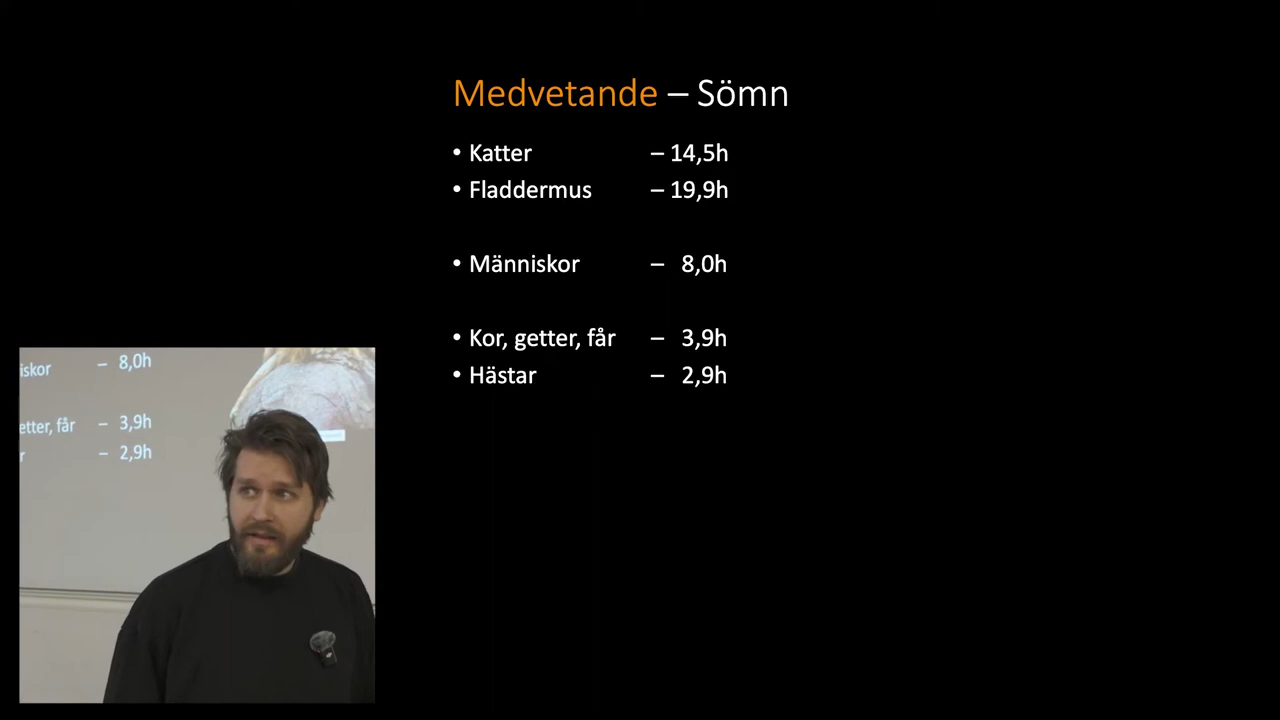 Medvetande – Sömn
• Katter – 14,5h
• Fladdermus – 19,9h
• Människor – 8,0h
• Kor, getter, får – 3,9h
• Hästar – 2,9h
iskor – 8,0h
etter, får – 3,9h
r – 2,9h